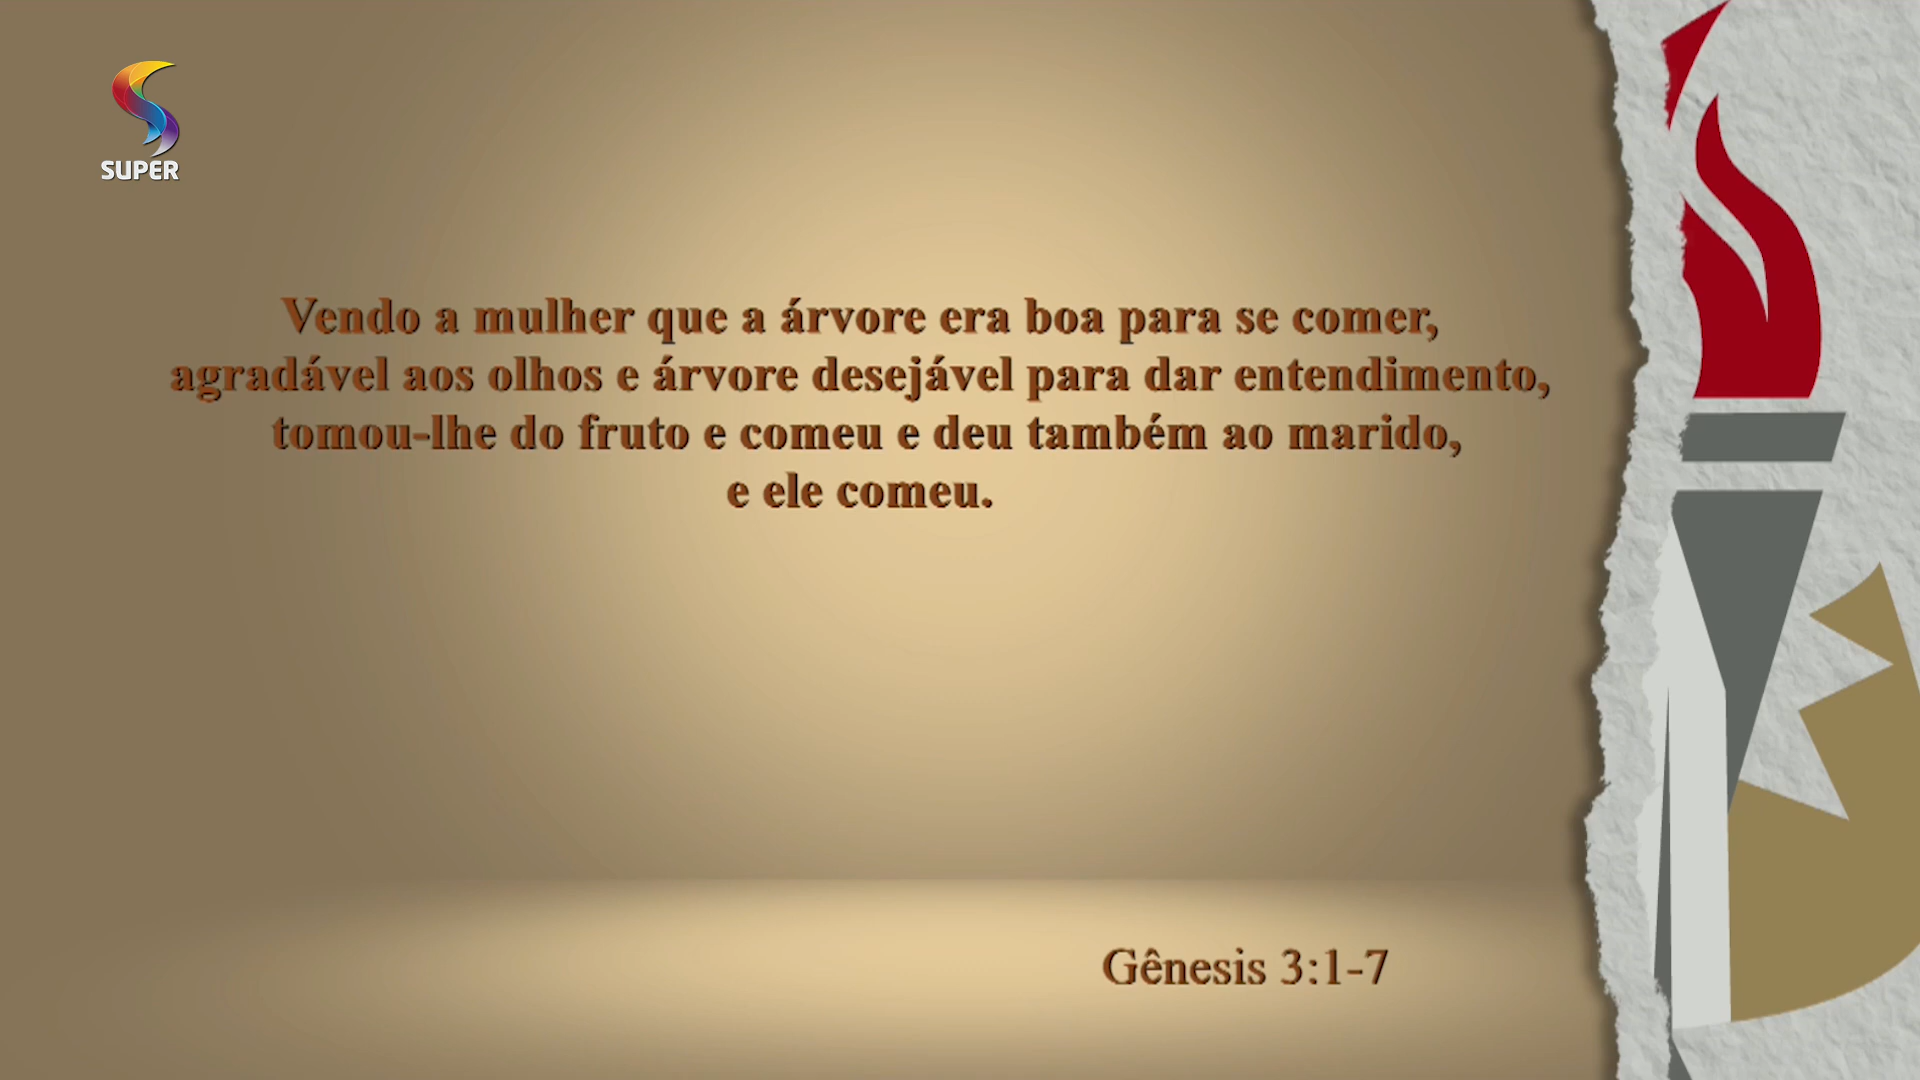 SUPER
Vendo a mulher que a árvore era boa para se comer,
agradável aos olhos e árvore desejável para dar entendimento,
tomou-lhe do fruto e comeu e deu também ao marido,
e ele comeu.
Gênesis 3:1-7